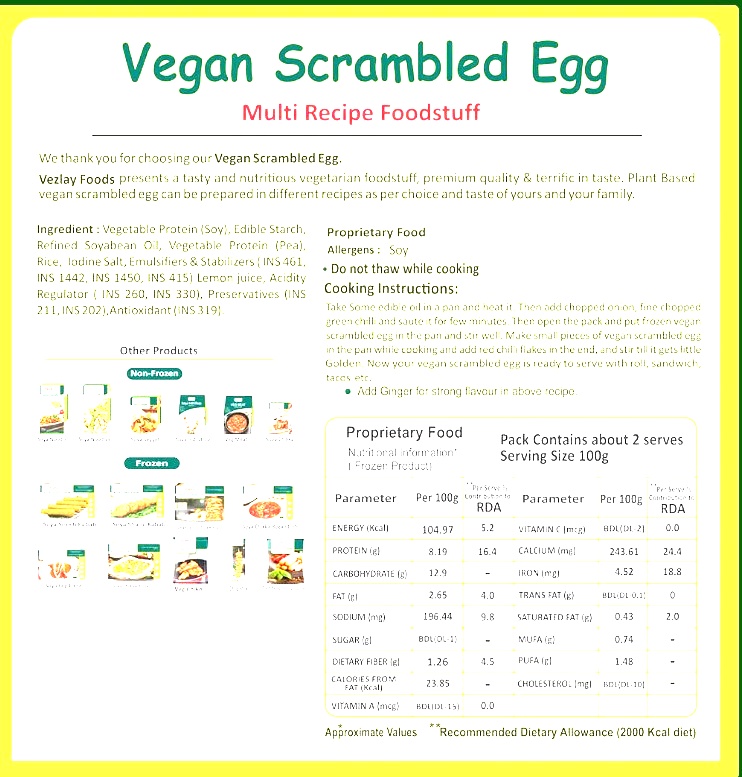 Vegan Scrambled Egg
Multi Recipe Foodstuff
We thank you for choosing our Vegan Scrambled Egg.
Vezlay Foods presents a tasty and nutritious vegetarian foodstuff, premium quality & terrific in taste. Plant Based
vegan scrambled egg can be prepared in different recipes as per choice and taste of yours and your family.
Ingredient : Vegetable Protein (Soy), Edible Starch,
Refined Soyabean Oil, Vegetable Protein (Pea),
Rice, Iodine Salt, Emulsifiers & Stabilizers ( INS 461,
INS 1442, INS 1450, INS 415) Lemon juice, Acidity
Regulator ( INS 260, INS 330), Preservatives (INS
211, INS 202), Antioxidant (INS 319).
Other Products
Non-Frozen
Frozen
Proprietary Food
Allergens : Soy
• Do not thaw while cooking
Cooking Instructions:
Take Some edible oil in a pan and heat it. Then add chopped onion, fine chopped
green chilli and saute it for few minutes. Then open the pack and put frozen vegan
scrambled egg in the pan and stir well. Make small pieces of vegan scrambled egg
in the pan while cooking and add red chilli flakes in the end, and stir till it gets little
Golden. Now your vegan scrambled egg is ready to serve with roll, sandwich,
tacos etc.
● Add Ginger for strong flavour in above recipe.
Proprietary Food
Nutritional information*
( Frozen Product)
Pack Contains about 2 serves
Serving Size 100g
Parameter Per 100g **Per Serve % Contribution to RDA Parameter Per 100g **Per Serve % Contribution to RDA
ENERGY (Kcal) 104.97 5.2 VITAMIN C (mcg) BDL(DL-2) 0.0
PROTEIN (g) 8.19 16.4 CALCIUM (mg) 243.61 24.4
CARBOHYDRATE (g) 12.9 - IRON (mg) 4.52 18.8
FAT (g) 2.65 4.0 TRANS FAT (g) BDL(DL-0.1) 0
SODIUM (mg) 196.44 9.8 SATURATED FAT (g) 0.43 2.0
SUGAR (g) BDL(DL-1) - MUFA (g) 0.74 -
DIETARY FIBER (g) 1.26 4.5 PUFA (g) 1.48 -
CALORIES FROM FAT (Kcal) 23.85 - CHOLESTEROL (mg) BDL(DL-10) -
VITAMIN A (mcg) BDL(DL-15) 0.0
*Approximate Values **Recommended Dietary Allowance (2000 Kcal diet)